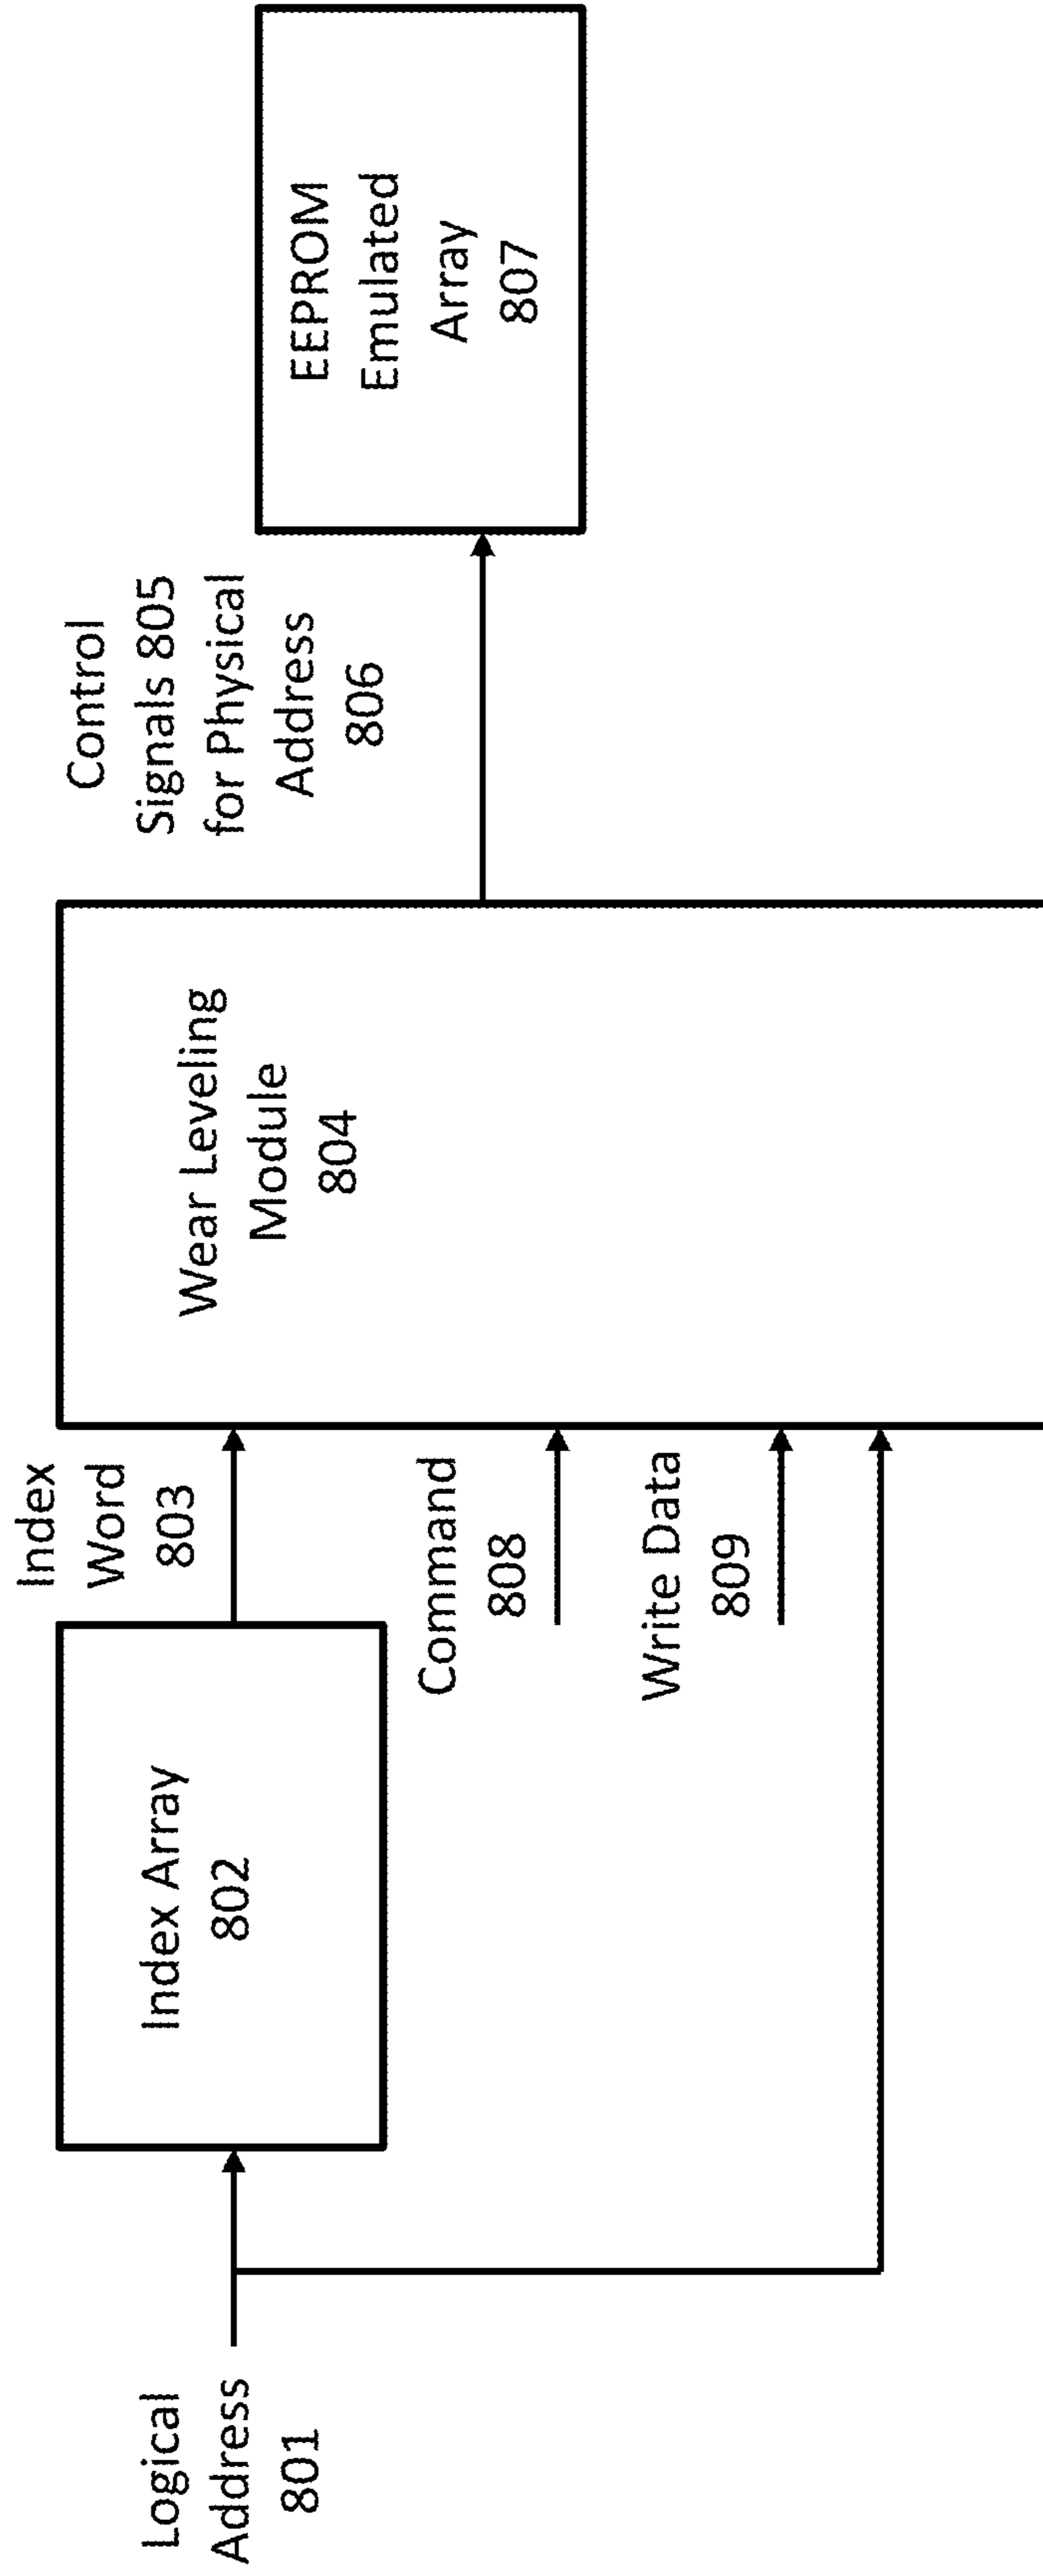 Logical
Address
801
Index Array
802
Index
Word
803
Command
808
Write Data
809
Wear Leveling
Module
804
Control
Signals 805
for Physical
Address
806
EEPROM
Emulated
Array
807